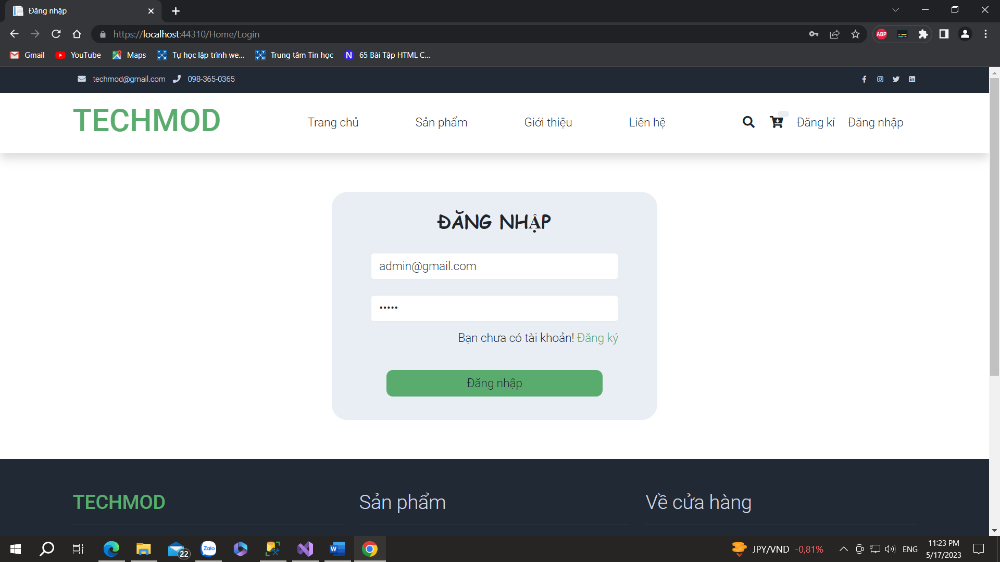 Đăng nhập
https://localhost:44310/Home/Login
ABP
Gmail YouTube Maps Tự học lập trình we... Trung tâm Tin học N 65 Bài Tập HTML C...
techmod@gmail.com 098-365-0365
TECHMOD Trang chủ Sản phẩm Giới thiệu Liên hệ Đăng kí Đăng nhập
ĐĂNG NHẬP
admin@gmail.com
•••••
Bạn chưa có tài khoản! Đăng ký
Đăng nhập
TECHMOD Sản phẩm Về cửa hàng
22 Zalo W JPY/VND -0,81% ENG 11:23 PM
5/17/2023